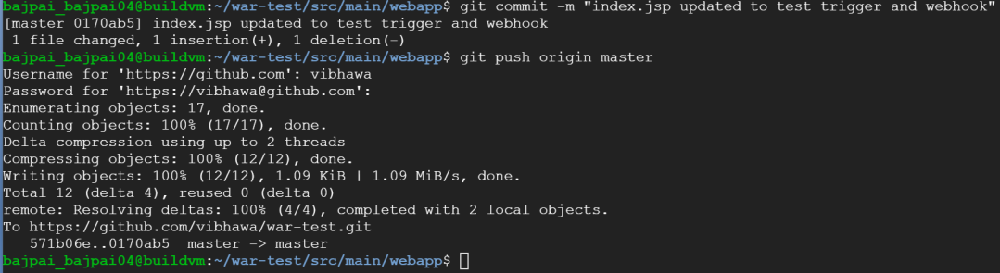 bajpai_bajpai04@buildvm:~/war-test/src/main/webapp$ git commit -m "index.jsp updated to test trigger and webhook"
[master 0170ab5] index.jsp updated to test trigger and webhook
 1 file changed, 1 insertion(+), 1 deletion(-)
bajpai_bajpai04@buildvm:~/war-test/src/main/webapp$ git push origin master
Username for 'https://github.com': vibhawa
Password for 'https://vibhawa@github.com':
Enumerating objects: 17, done.
Counting objects: 100% (17/17), done.
Delta compression using up to 2 threads
Compressing objects: 100% (12/12), done.
Writing objects: 100% (12/12), 1.09 KiB | 1.09 MiB/s, done.
Total 12 (delta 4), reused 0 (delta 0)
remote: Resolving deltas: 100% (4/4), completed with 2 local objects.
To https://github.com/vibhawa/war-test.git
   571b06e..0170ab5  master -> master
bajpai_bajpai04@buildvm:~/war-test/src/main/webapp$